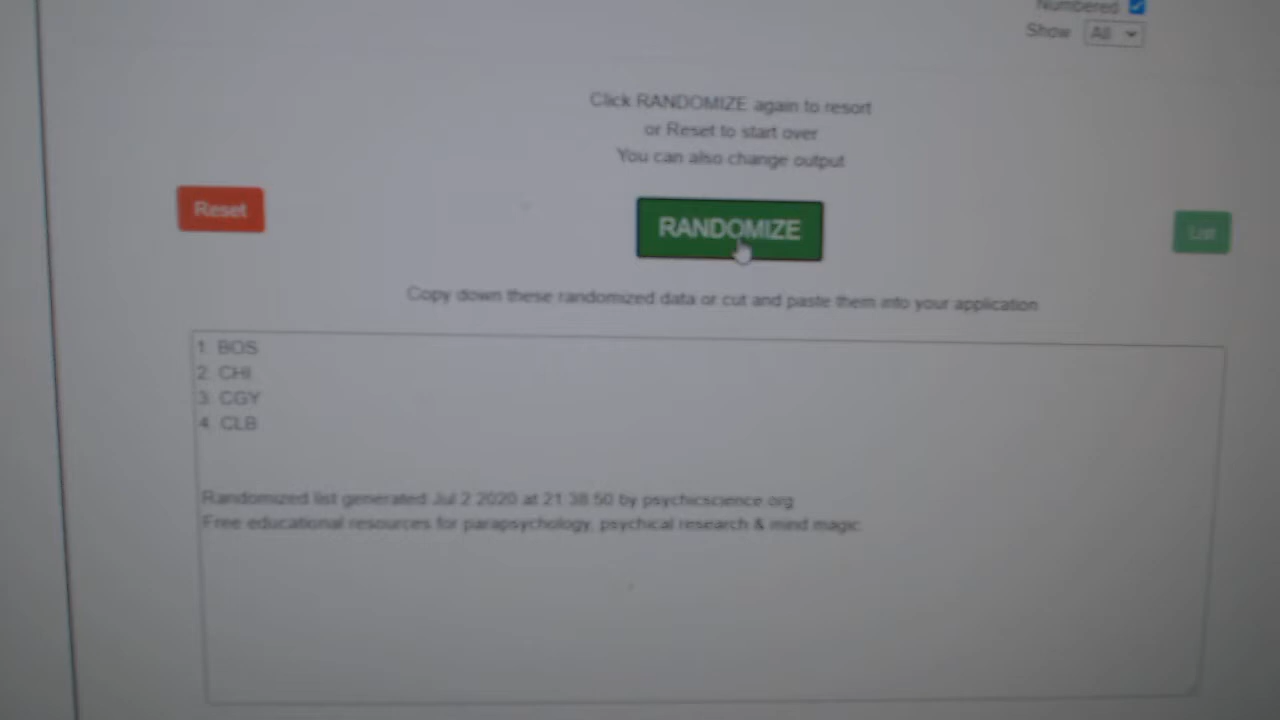 Numbered
Show All
Click RANDOMIZE again to resort
or Reset to start over
You can also change output
Reset
RANDOMIZE
List
Copy down these randomized data or cut and paste them into your application
1. BOS
2. CHI
3. CGY
4. CLB
Randomized list generated Jul 2 2020 at 21:38:50 by psychicscience.org
Free educational resources for parapsychology, psychical research & mind magic.